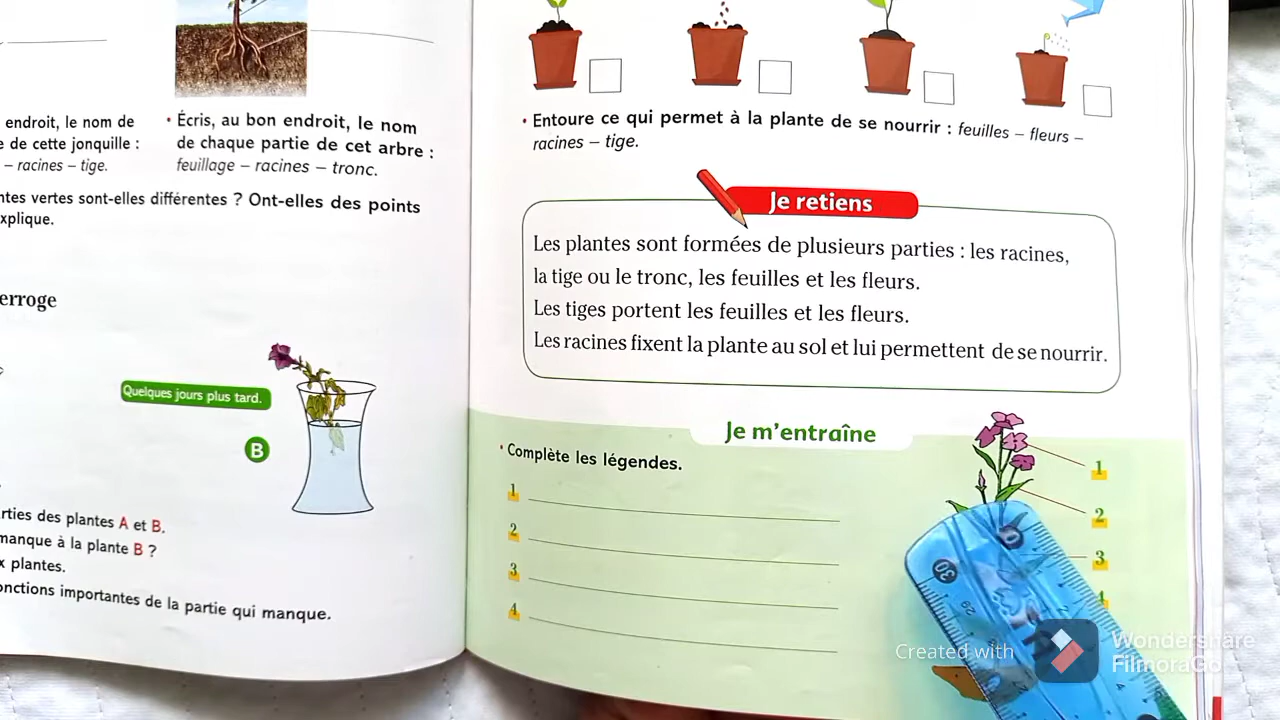 endroit, le nom de
de cette jonquille :
– racines – tige.
• Écris, au bon endroit, le nom
de chaque partie de cet arbre :
feuillage – racines – tronc.
vertes sont-elles différentes ? Ont-elles des points
Quelques jours plus tard.
B
des plantes A et B.
à la plante B ?
plantes.
importantes de la partie qui manque.
• Entoure ce qui permet à la plante de se nourrir : feuilles – fleurs –
racines – tige.
Je retiens
Les plantes sont formées de plusieurs parties : les racines,
la tige ou le tronc, les feuilles et les fleurs.
Les tiges portent les feuilles et les fleurs.
Les racines fixent la plante au sol et lui permettent de se nourrir.
Je m'entraîne
• Complète les légendes.
1
2
3
4
1
2
3
0
30
29
Created with
Wondershare
FilmoraGo